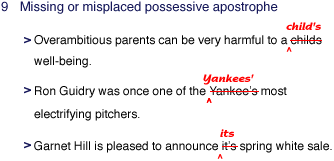 9 Missing or misplaced possessive apostrophe
child's
> Overambitious parents can be very harmful to a childs
well-being.
Yankees'
> Ron Guidry was once one of the Yankee's most
electrifying pitchers.
its
> Garnet Hill is pleased to announce it's spring white sale.